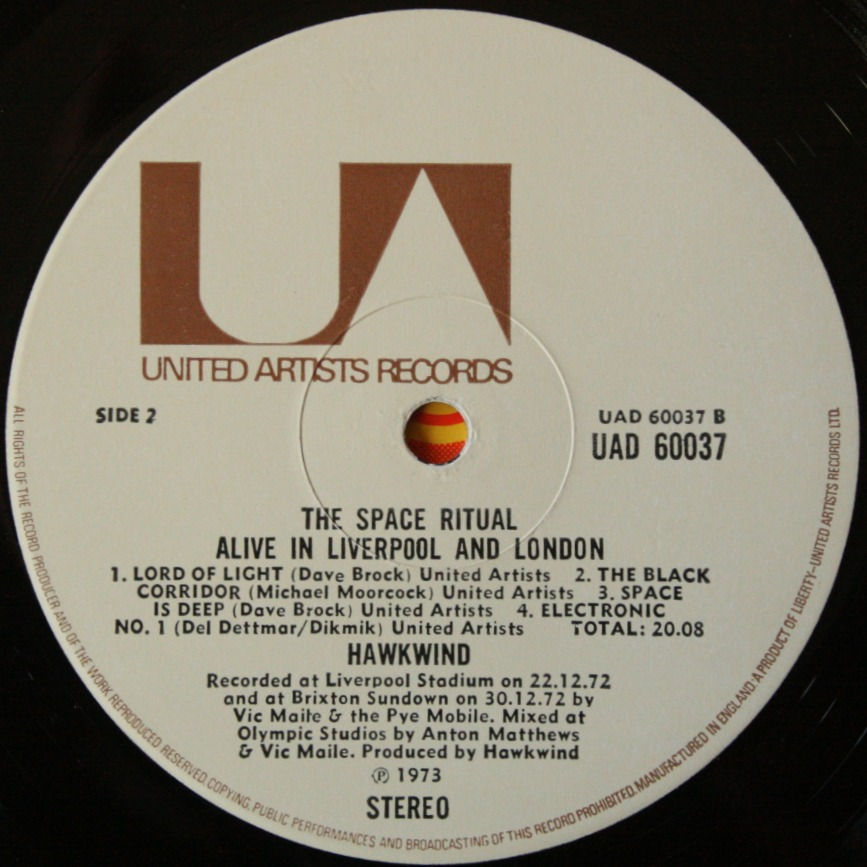 UA
UNITED ARTISTS RECORDS
SIDE 2
UAD 60037 B
UAD 60037
THE SPACE RITUAL
ALIVE IN LIVERPOOL AND LONDON
1. LORD OF LIGHT (Dave Brock) United Artists 2. THE BLACK
CORRIDOR (Michael Moorcock) United Artists 3. SPACE
IS DEEP (Dave Brock) United Artists 4. ELECTRONIC
NO. 1 (Del Dettmar/Dikmik) United Artists TOTAL: 20.08
HAWKWIND
Recorded at Liverpool Stadium on 22.12.72
and at Brixton Sundown on 30.12.72 by
Vic Maile & the Pye Mobile. Mixed at
Olympic Studios by Anton Matthews
& Vic Maile. Produced by Hawkwind
℗ 1973
STEREO
ALL RIGHTS OF THE RECORD PRODUCER AND OF THE WORK REPRODUCED RESERVED. COPYING, PUBLIC PERFORMANCES AND BROADCASTING OF THIS RECORD PROHIBITED. MANUFACTURED IN ENGLAND: A PRODUCT OF LIBERTY–UNITED ARTISTS RECORDS LTD.